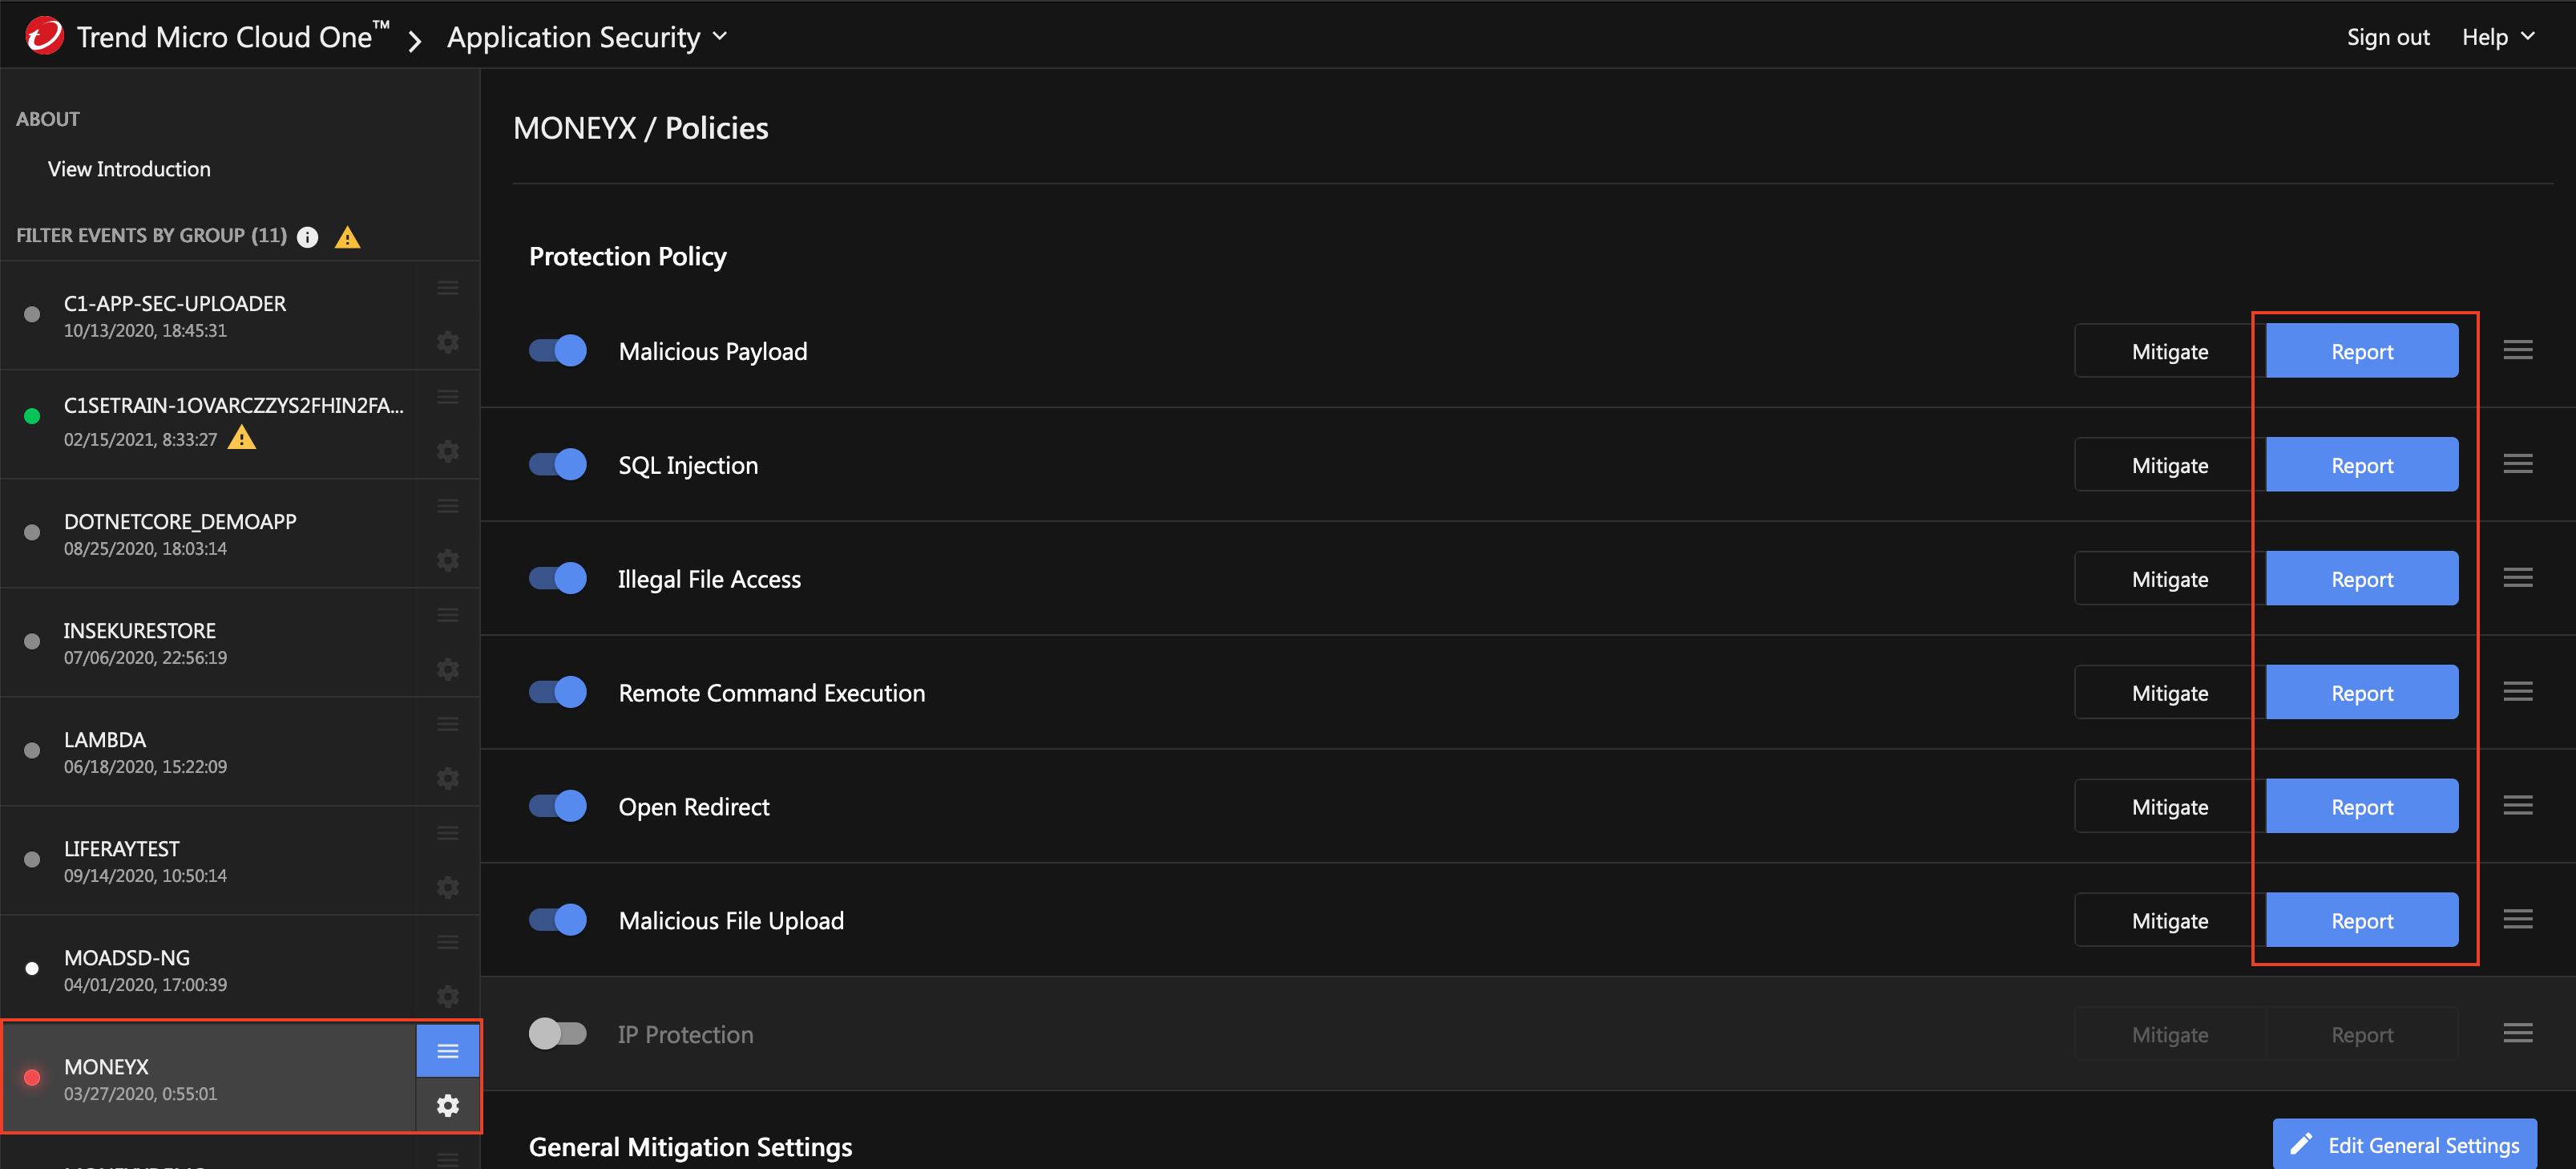 Trend Micro Cloud One™ > Application Security
Sign out Help
ABOUT
View Introduction
FILTER EVENTS BY GROUP (11)
C1-APP-SEC-UPLOADER
10/13/2020, 18:45:31
C1SETRAIN-1OVARCZZYS2FHIN2FA...
02/15/2021, 8:33:27
DOTNETCORE_DEMOAPP
08/25/2020, 18:03:14
INSEKURESTORE
07/06/2020, 22:56:19
LAMBDA
06/18/2020, 15:22:09
LIFERAYTEST
09/14/2020, 10:50:14
MOADSD-NG
04/01/2020, 17:00:39
MONEYX
03/27/2020, 0:55:01
MONEYX / Policies
Protection Policy
Malicious Payload Mitigate Report
SQL Injection Mitigate Report
Illegal File Access Mitigate Report
Remote Command Execution Mitigate Report
Open Redirect Mitigate Report
Malicious File Upload Mitigate Report
IP Protection Mitigate Report
General Mitigation Settings Edit General Settings